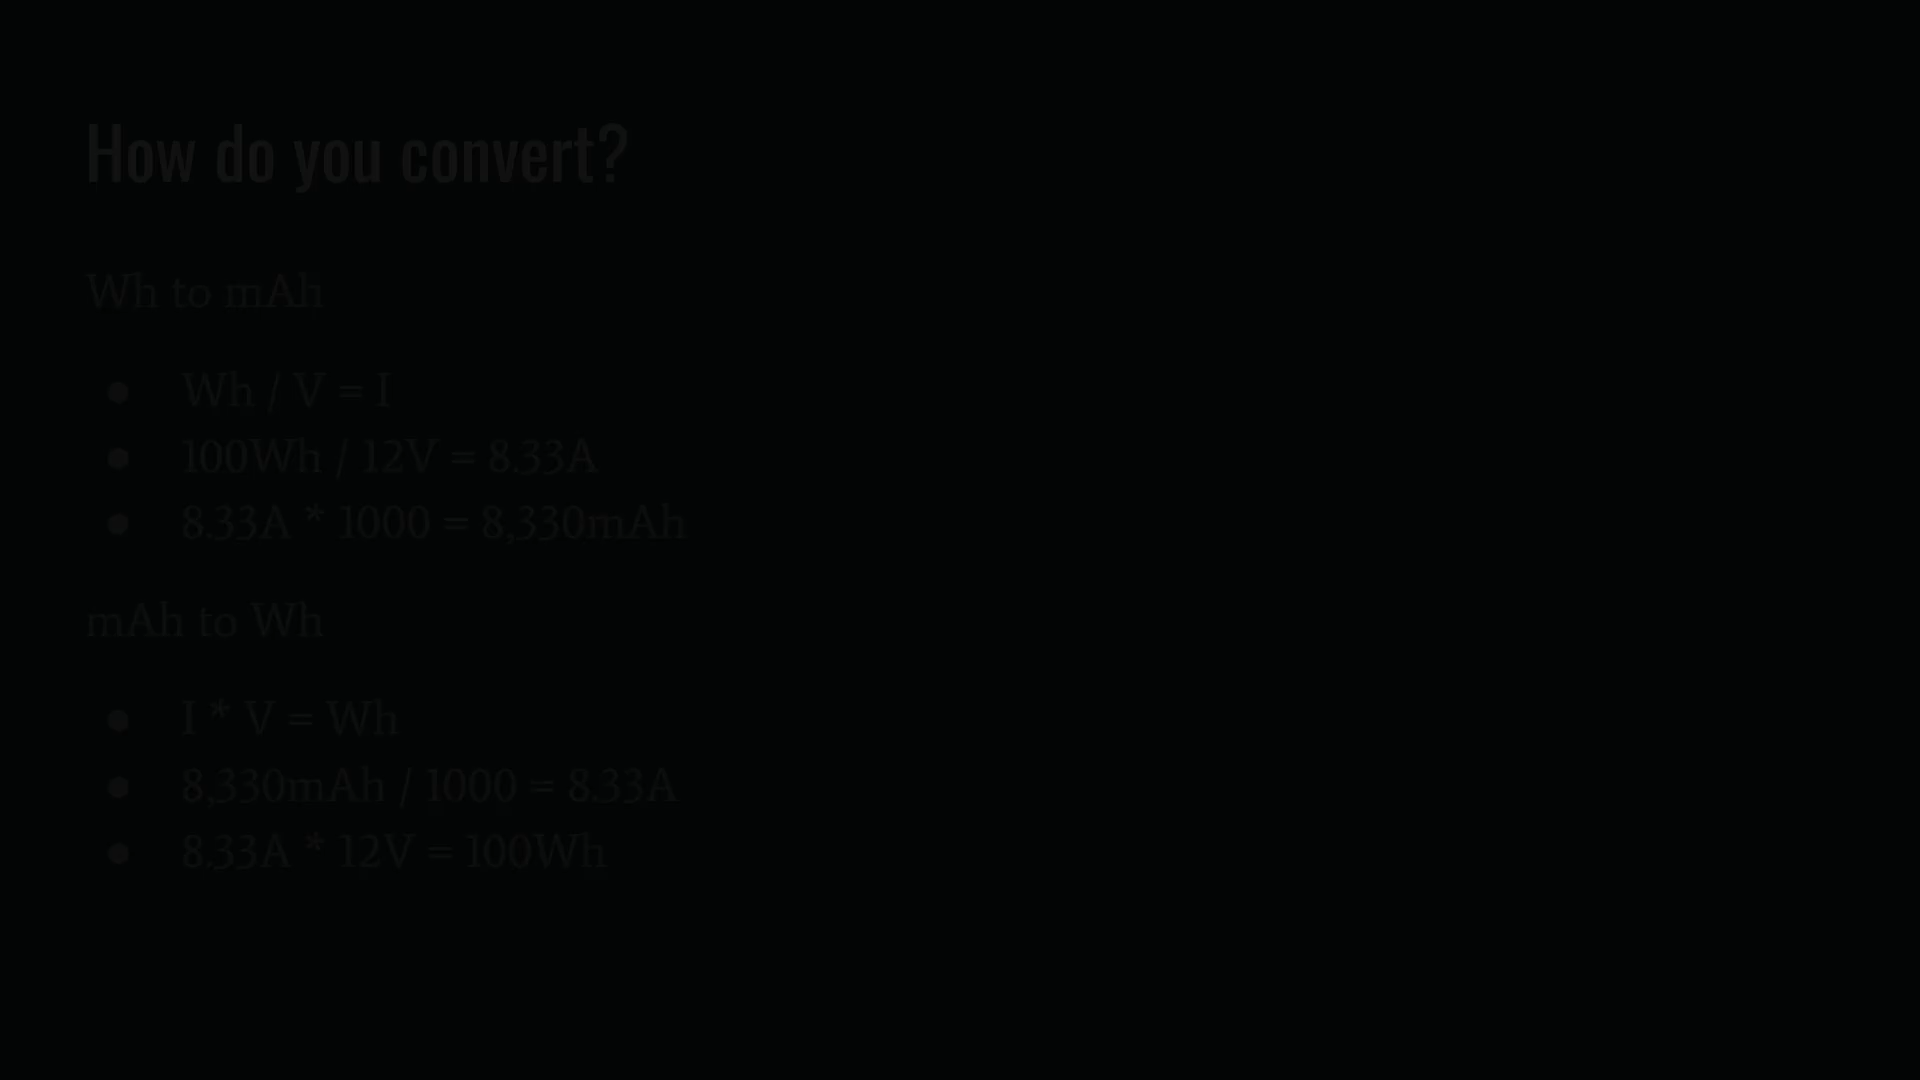 How do you convert?
Wh to mAh
● Wh / V = I
● 100Wh / 12V = 8.33A
● 8.33A * 1000 = 8,330mAh
mAh to Wh
● I * V = Wh
● 8,330mAh / 1000 = 8.33A
● 8.33A * 12V = 100Wh